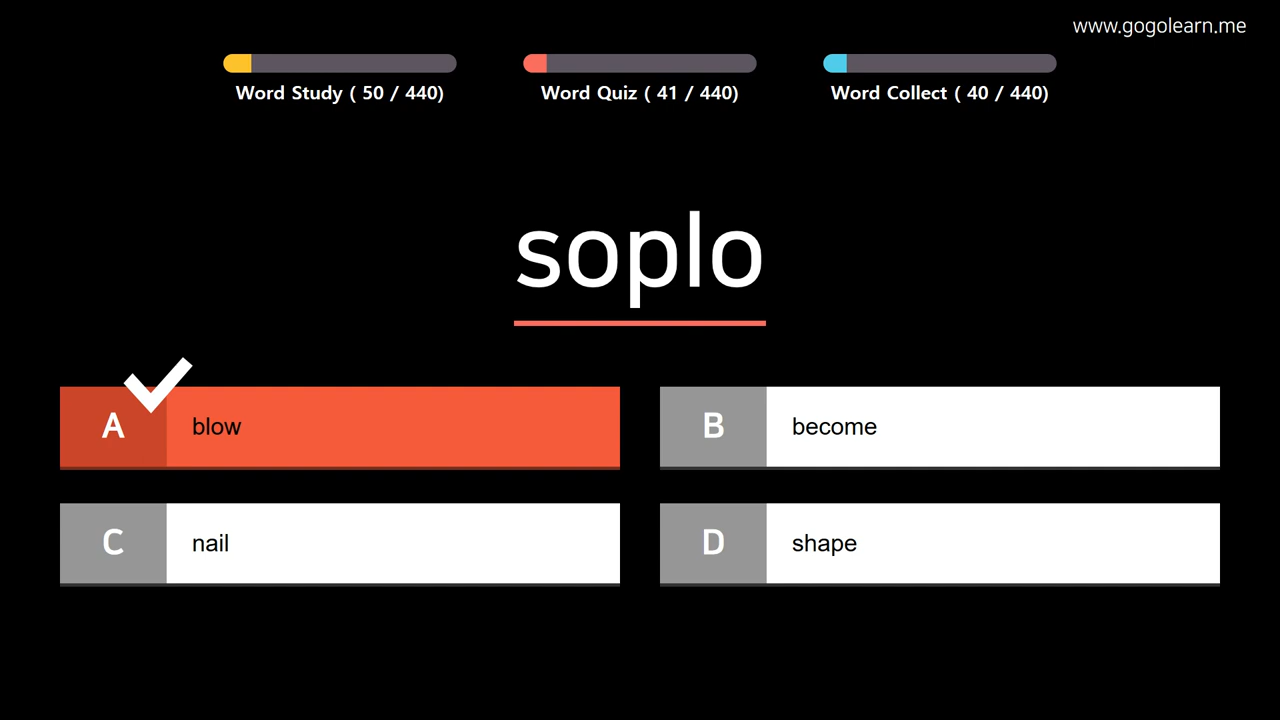 www.gogolearn.me
Word Study ( 50 / 440)
Word Quiz ( 41 / 440)
Word Collect ( 40 / 440)
soplo
A blow
B become
C nail
D shape